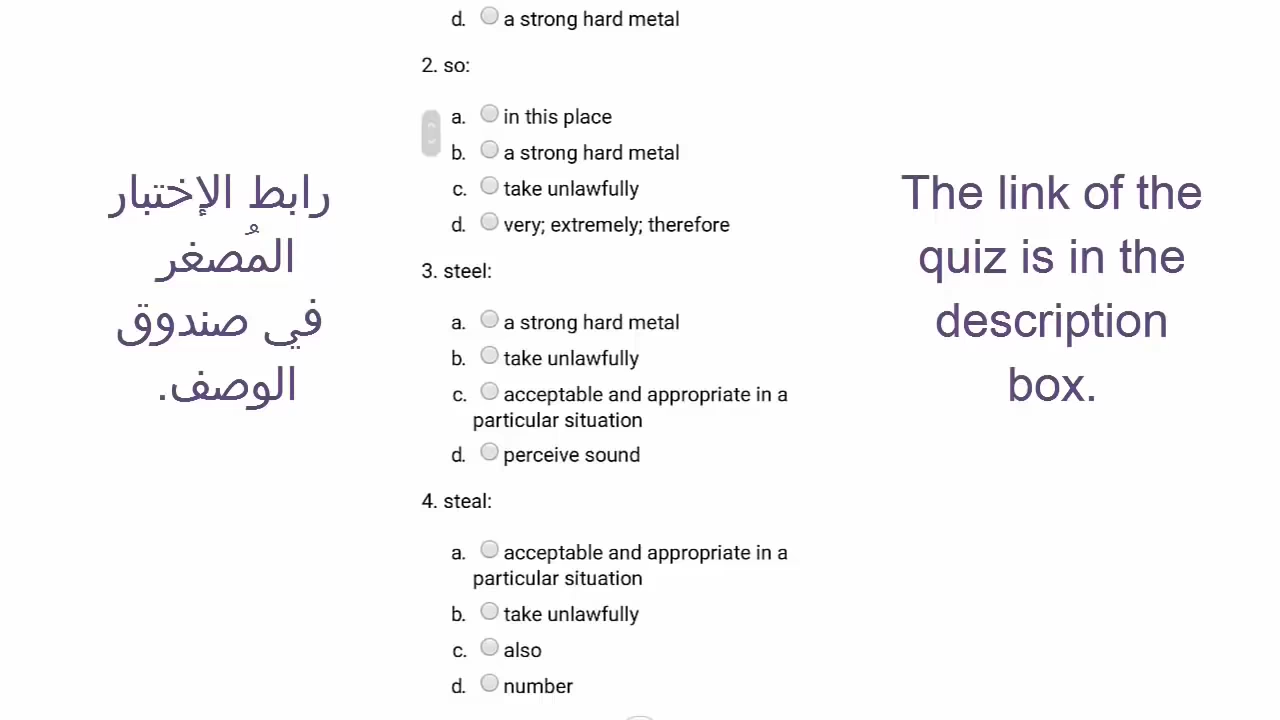 d. a strong hard metal
2. so:
a. in this place
b. a strong hard metal
c. take unlawfully
d. very; extremely; therefore
3. steel:
a. a strong hard metal
b. take unlawfully
c. acceptable and appropriate in a
particular situation
d. perceive sound
4. steal:
a. acceptable and appropriate in a
particular situation
b. take unlawfully
c. also
d. number
رابط الإختبار
المُصغر
في صندوق
الوصف.
The link of the
quiz is in the
description
box.